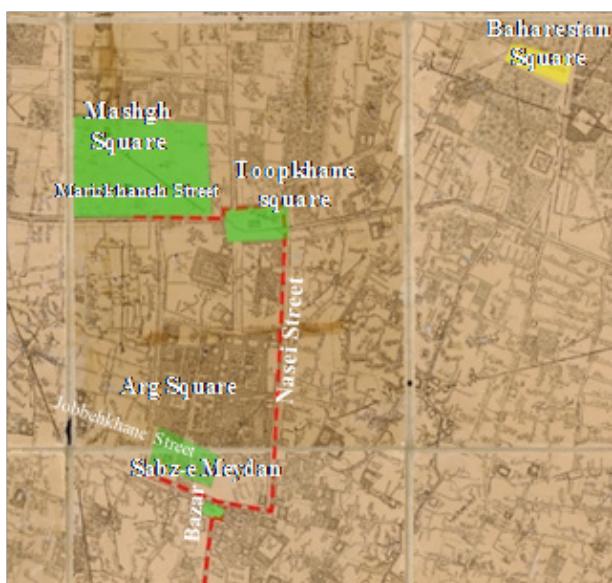 Baharestan
Square
Mashgh
Square
Toopkhane
square
Marizkhaneh Street
Nasei Street
Arg Square
Jobbehkhane Street
Sabz-e Meydan
Bazar